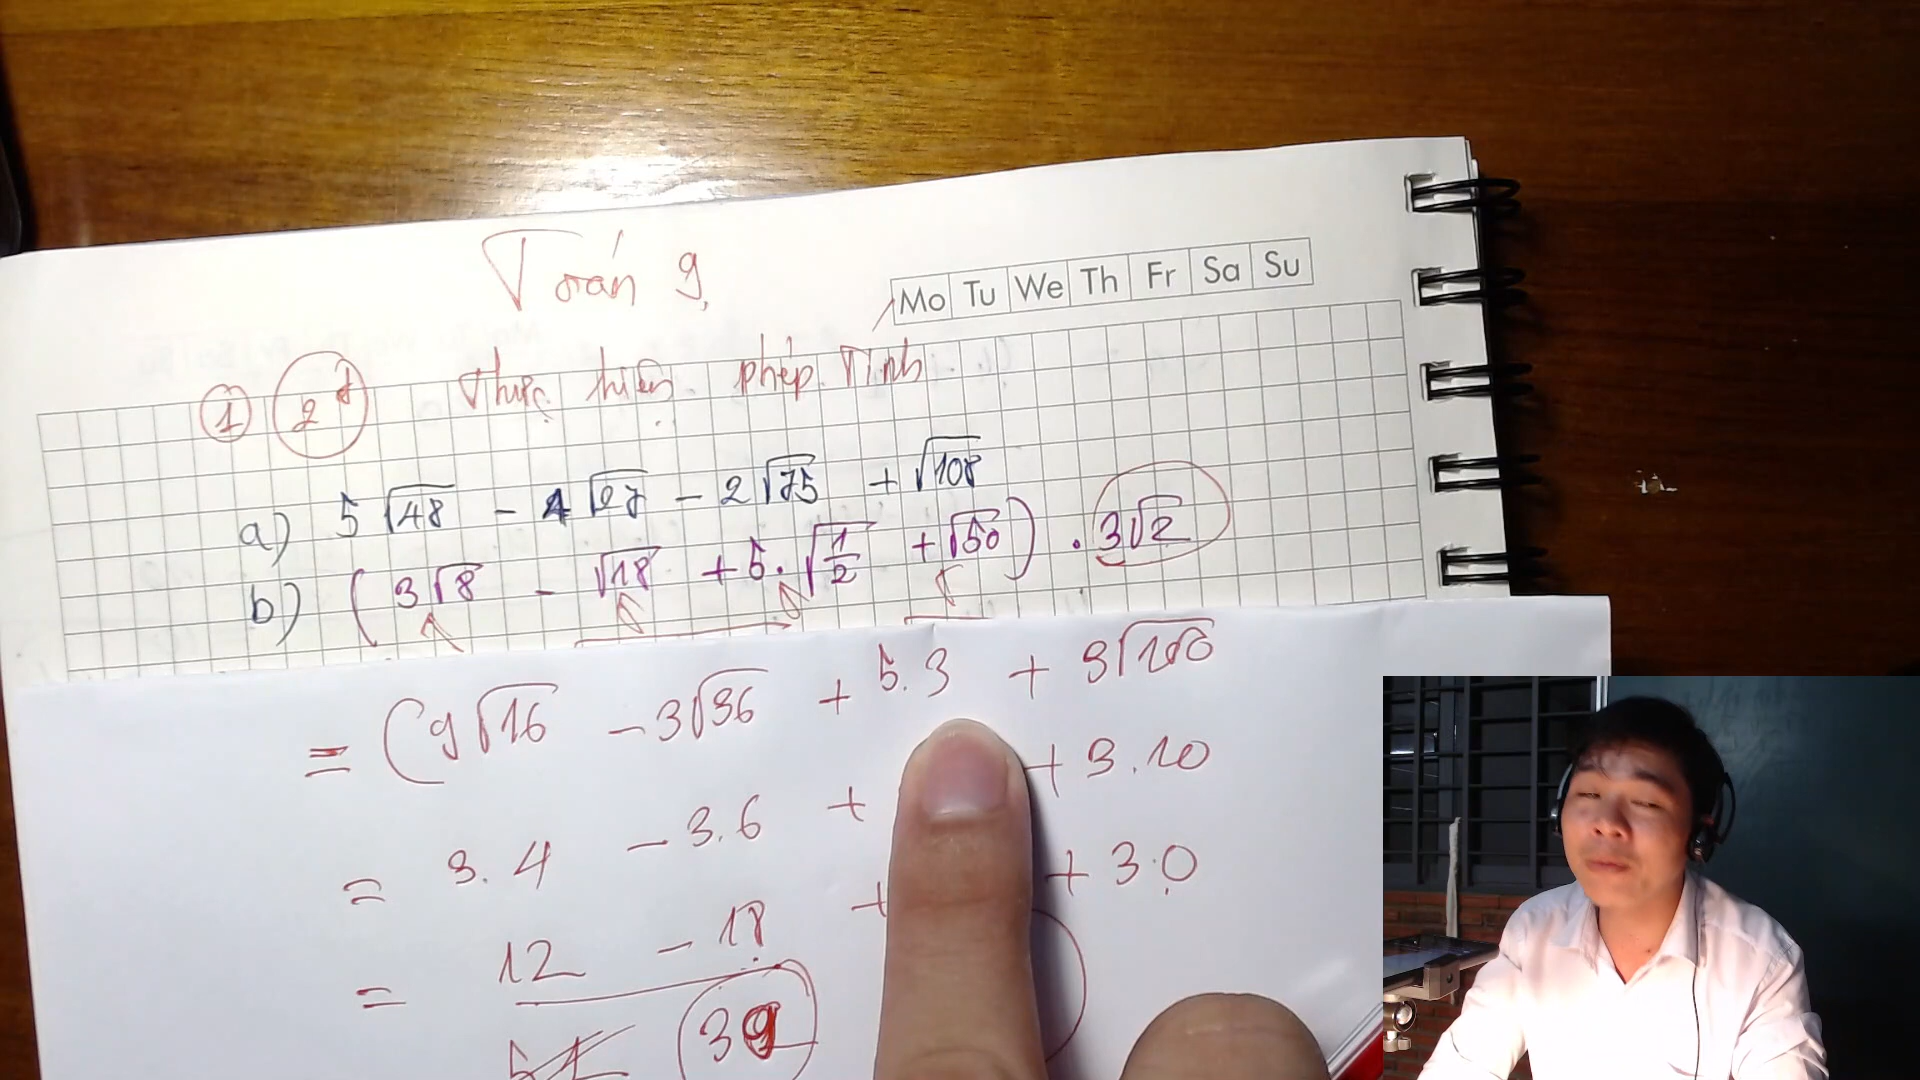 Toán 9
Mo Tu We Th Fr Sa Su
① 2đ Thực hiện phép tính
a) 5√48 - 4√27 - 2√75 + √108
b) (3√8 - √18 + 5.√1/2 + √50) . 3√2
= (9√16 - 3√36 + 5.3 + 3√100
= 3.4 - 3.6 + + 3.10
= 12 - 18 + + 3.0
39